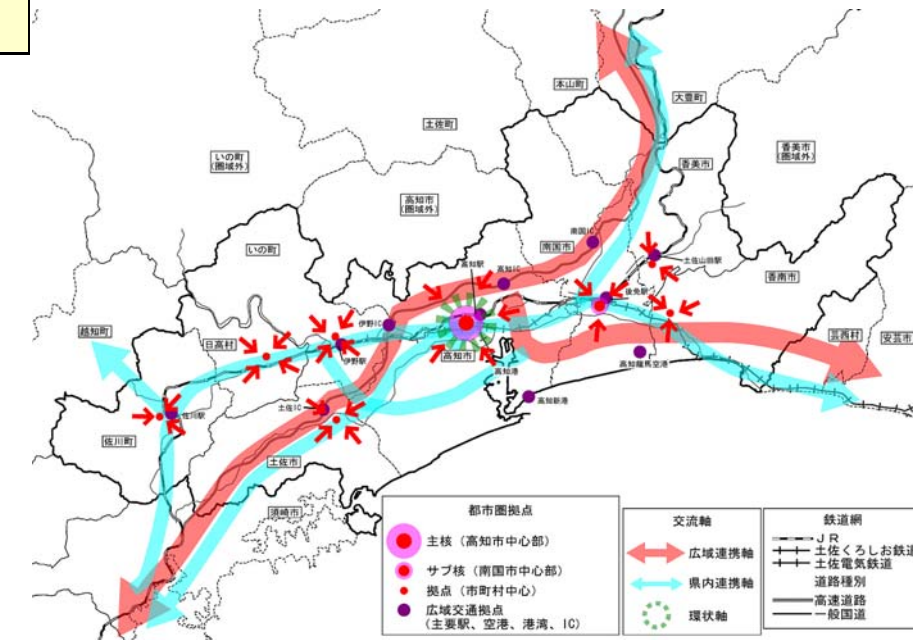 本山町
大豊町
土佐町
いの町
(圏域外)
香美市
香美市
(圏域外)
高知市
(圏域外)
いの町
南国IC
南国市
土佐山田駅
高知駅
高知IC
香南市
後免駅
越知町
伊野IC
日高村
芸西村
安芸市
伊野駅
高知市
高知港
高知龍馬空港
土佐IC
高知新港
佐川駅
佐川町
土佐市
須崎市
都市圏拠点
主核(高知市中心部)
サブ核(南国市中心部)
拠点(市町村中心)
広域交通拠点
(主要駅、空港、港湾、IC)
交流軸
広域連携軸
県内連携軸
環状軸
鉄道網
JR
土佐くろしお鉄道
土佐電気鉄道
道路種別
高速道路
一般国道